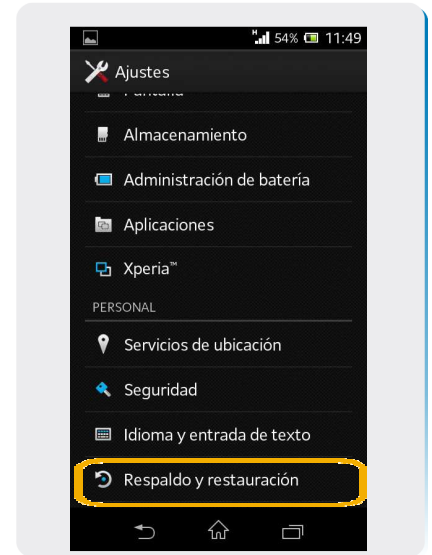 H 54% 11:49
Ajustes
Pantalla
Almacenamiento
Administración de batería
Aplicaciones
Xperia™
PERSONAL
Servicios de ubicación
Seguridad
Idioma y entrada de texto
Respaldo y restauración